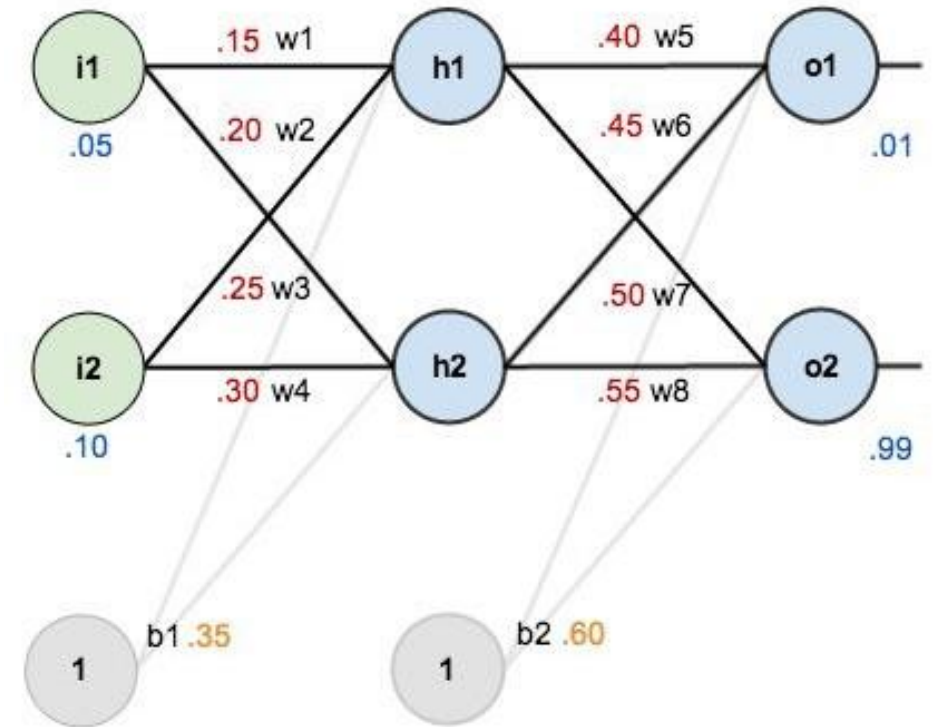 i1 .15 w1 h1 .40 w5 o1
.05 .20 w2 .45 w6 .01
.25 w3 .50 w7
i2 .30 w4 h2 .55 w8 o2
.10 .99
b1 .35 b2 .60
1 1